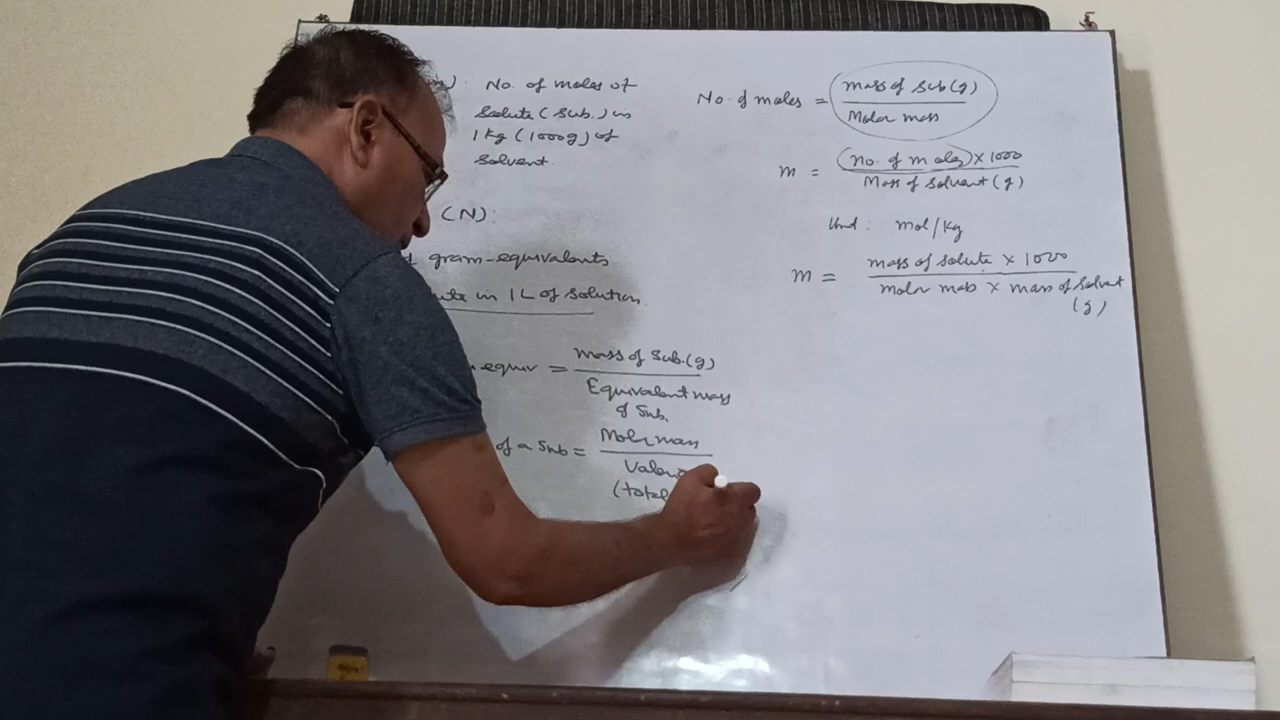 No. of moles of
Solute (Sub.) in
1 Kg (1000g) of
Solvent.
(N):
gram-equivalents
in 1 L of Solution.
equiv = Mass of Sub. (g)
Equivalent mass
of Sub.
of a Sub = Molar mass
(total
No. of moles = Mass of Sub (g)
Molar mass
m = (No. of moles) × 1000
Mass of Solvent (g)
Unit : mol/Kg
m = mass of solute × 1000
molar mass × mass of Solvent
(g)